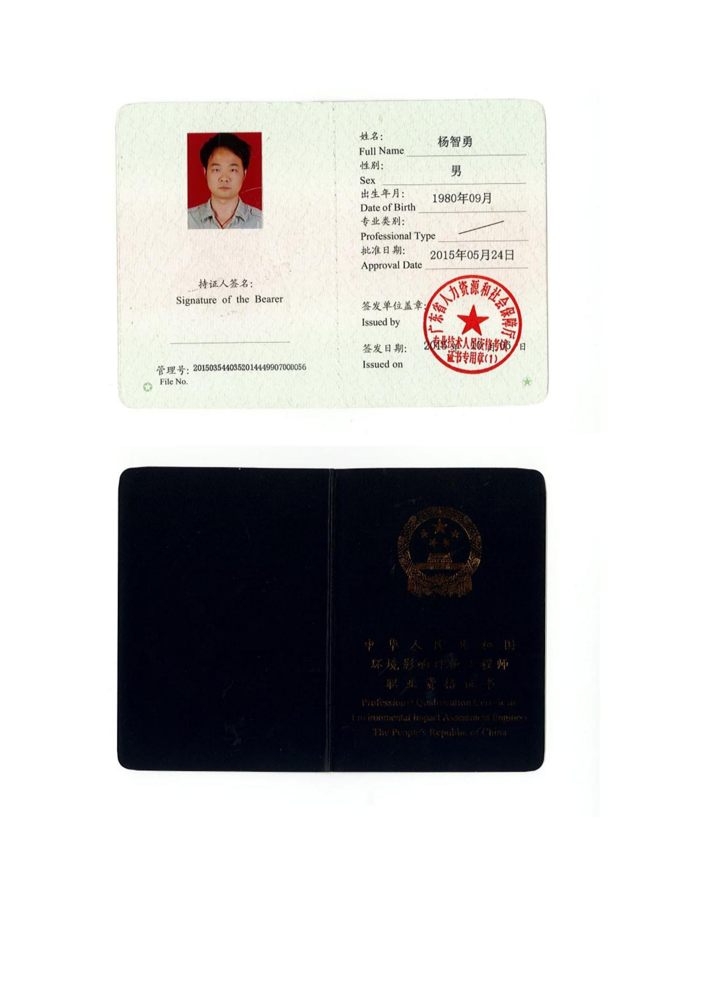 姓名: 杨智勇
Full Name
性别: 男
Sex
出生年月: 1980年09月
Date of Birth
专业类别:
Professional Type
批准日期: 2015年05月24日
Approval Date
持证人签名:
Signature of the Bearer
签发单位盖章:
Issued by
广东省人力资源和社会保障厅
专业技术人员资格考试
证书专用章(1)
签发日期: 2015 年 10 月 06 日
Issued on
管理号: 2015035440352014449907000056
File No.
中华人民共和国
环境影响评价工程师
职业资格证书
Professional Qualification Certificate
Environmental Impact Assessment Engineer
The People's Republic of China